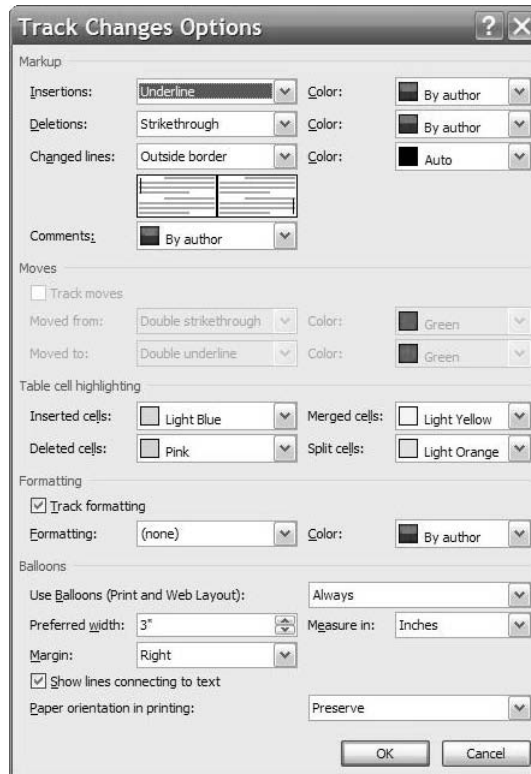 Track Changes Options
Markup
Insertions: Underline Color: By author
Deletions: Strikethrough Color: By author
Changed lines: Outside border Color: Auto
Comments: By author
Moves
Track moves
Moved from: Double strikethrough Color: Green
Moved to: Double underline Color: Green
Table cell highlighting
Inserted cells: Light Blue Merged cells: Light Yellow
Deleted cells: Pink Split cells: Light Orange
Formatting
Track formatting
Formatting: (none) Color: By author
Balloons
Use Balloons (Print and Web Layout): Always
Preferred width: 3" Measure in: Inches
Margin: Right
Show lines connecting to text
Paper orientation in printing: Preserve
OK Cancel